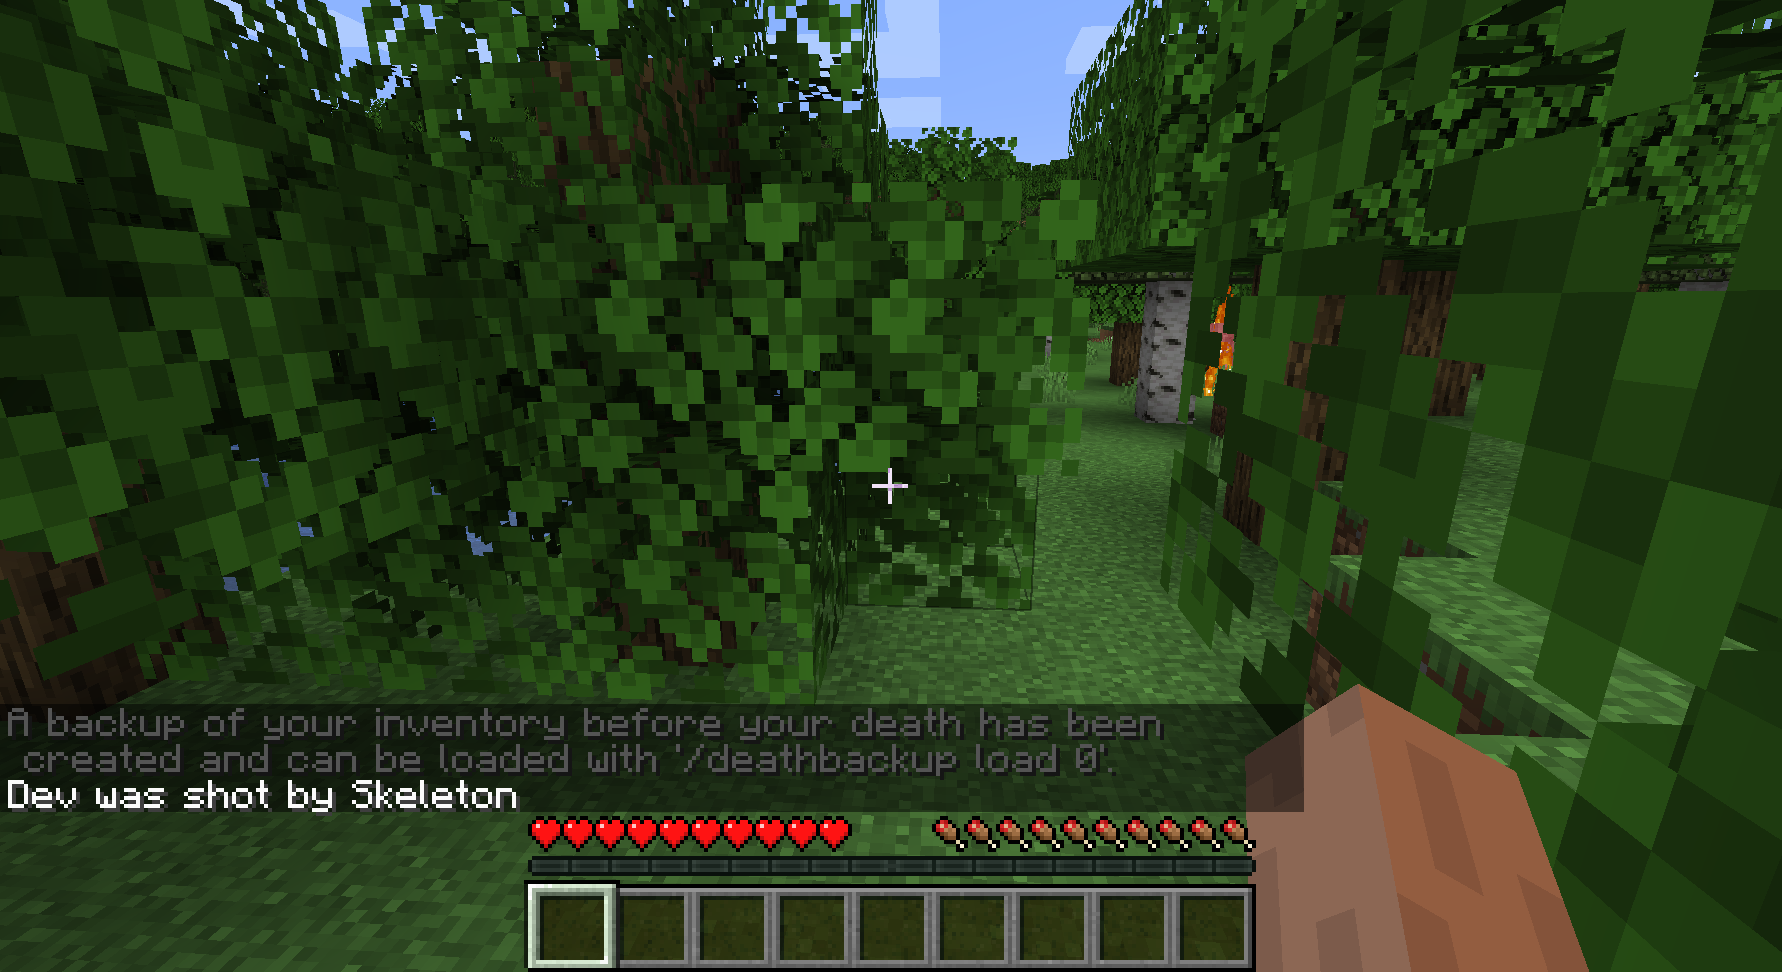 A backup of your inventory before your death has been
created and can be loaded with '/deathbackup load 0'.
Dev was shot by Skeleton